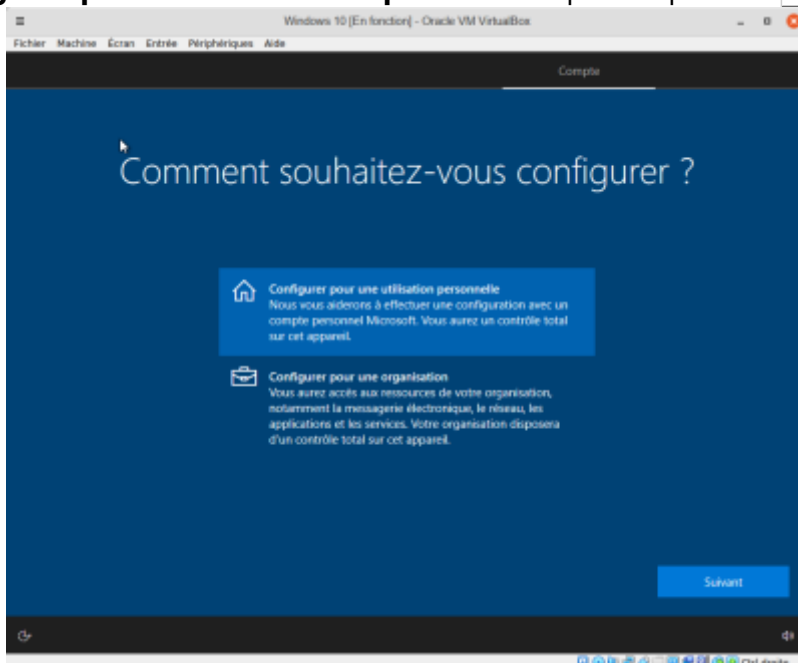 Windows 10 [En fonction] - Oracle VM VirtualBox
Fichier Machine Écran Entrée Périphériques Aide
Compte
Comment souhaitez-vous configurer ?
Configurer pour une utilisation personnelle
Nous vous aiderons à effectuer une configuration avec un
compte personnel Microsoft. Vous aurez un contrôle total
sur cet appareil.
Configurer pour une organisation
Vous aurez accès aux ressources de votre organisation,
notamment la messagerie électronique, le réseau, les
applications et les services. Votre organisation disposera
d'un contrôle total sur cet appareil.
Suivant
Ctrl droite